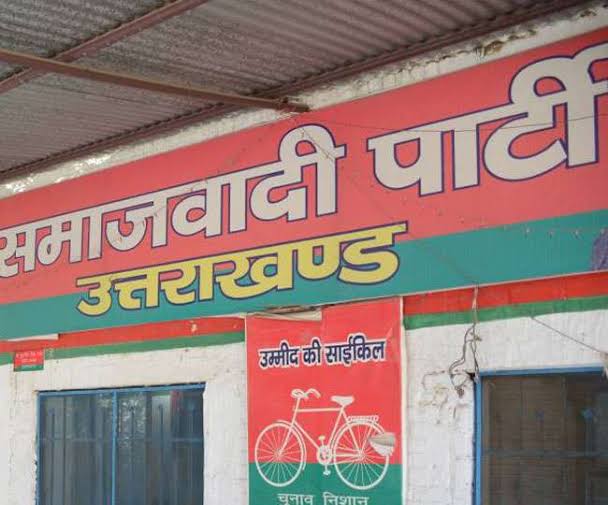 समाजवादी पार्टी
उत्तराखण्ड
उम्मीद की साईकिल
चुनाव निशान